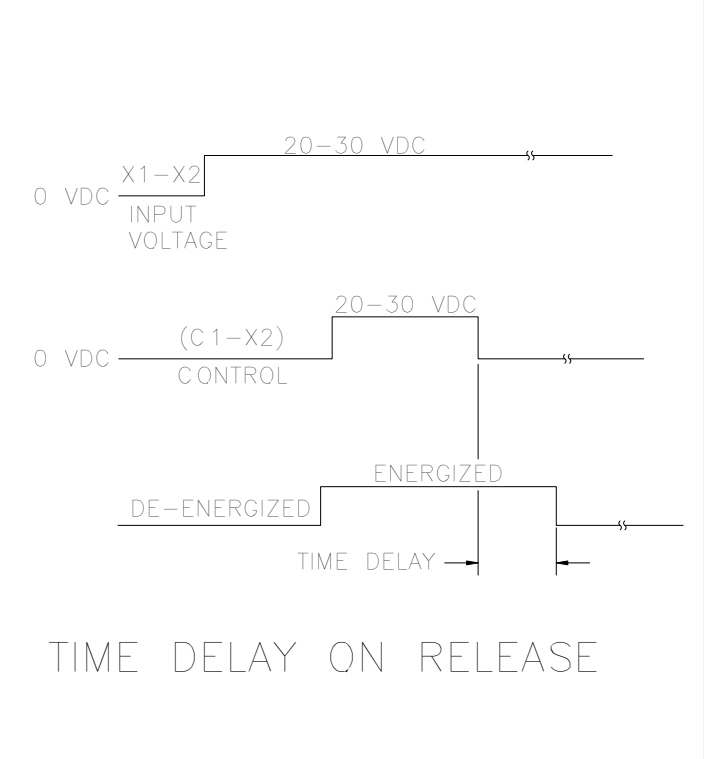 20-30 VDC
X1-X2
0 VDC
INPUT
VOLTAGE
20-30 VDC
(C1-X2)
0 VDC
CONTROL
ENERGIZED
DE-ENERGIZED
TIME DELAY
TIME DELAY ON RELEASE